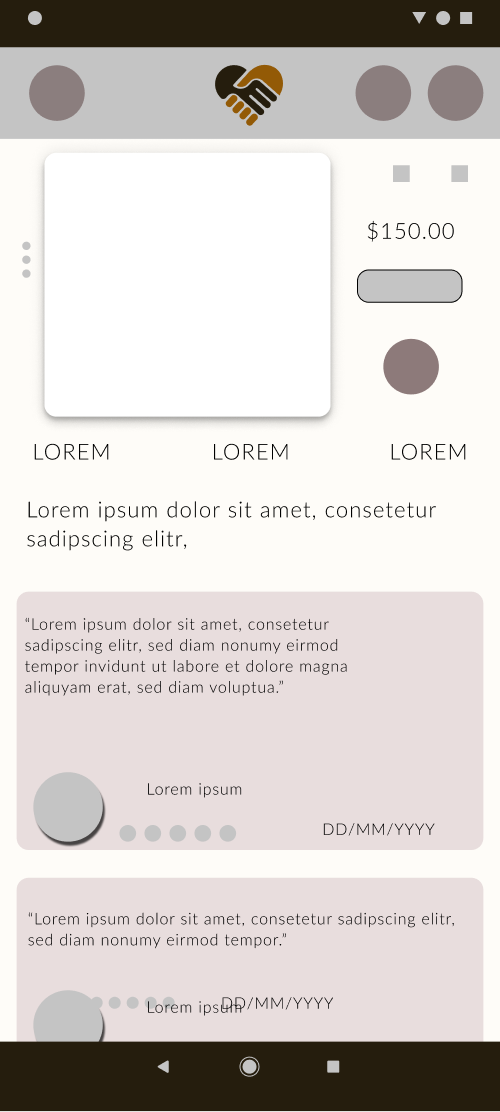 $150.00
LOREM LOREM LOREM
Lorem ipsum dolor sit amet, consetetur
sadipscing elitr,
“Lorem ipsum dolor sit amet, consetetur
sadipscing elitr, sed diam nonumy eirmod
tempor invidunt ut labore et dolore magna
aliquyam erat, sed diam voluptua.”
Lorem ipsum
DD/MM/YYYY
“Lorem ipsum dolor sit amet, consetetur sadipscing elitr,
sed diam nonumy eirmod tempor.”
Lorem ipsum
DD/MM/YYYY